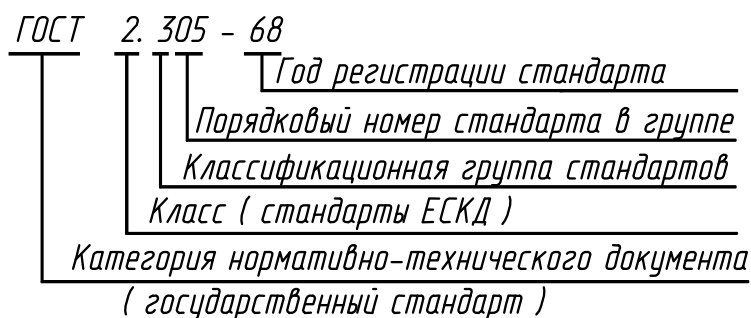 ГОСТ 2. 305 - 68
Год регистрации стандарта
Порядковый номер стандарта в группе
Классификационная группа стандартов
Класс ( стандарты ЕСКД )
Категория нормативно-технического документа
( государственный стандарт )